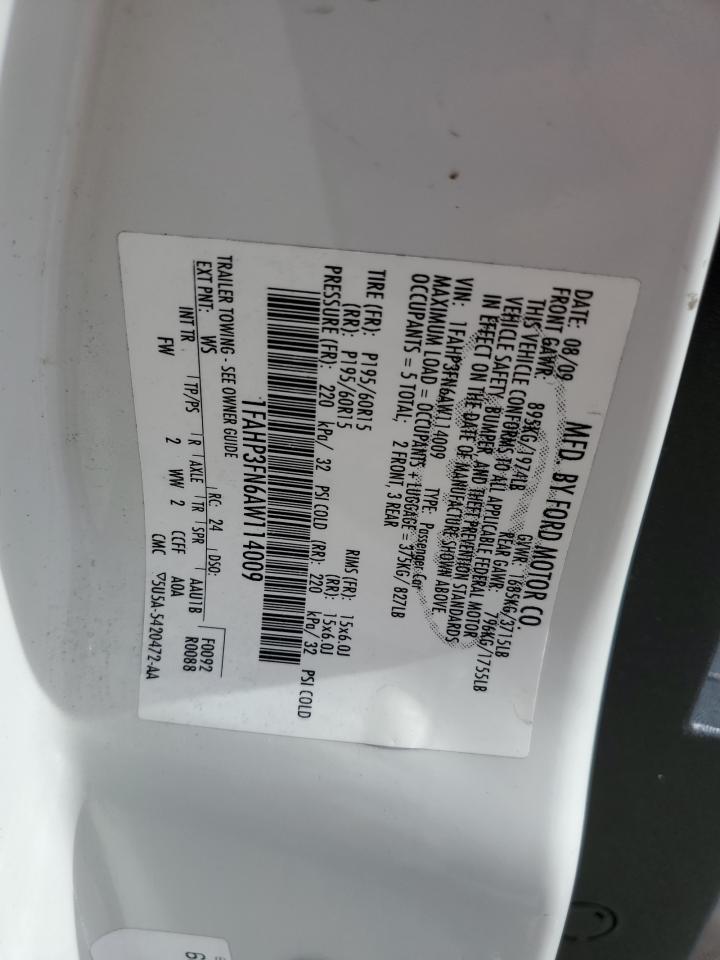 MFD. BY FORD MOTOR CO.
DATE: 08/09 GVWR: 1685KG/3715LB
FRONT GAWR: 895KG/1974LB REAR GAWR: 796KG/1755LB
THIS VEHICLE CONFORMS TO ALL APPLICABLE FEDERAL MOTOR
VEHICLE SAFETY, BUMPER, AND THEFT PREVENTION STANDARDS
IN EFFECT ON THE DATE OF MANUFACTURE SHOWN ABOVE
VIN: 1FAHP3FN6AW114009 TYPE: Passenger Car
MAXIMUM LOAD = OCCUPANTS + LUGGAGE = 375KG/827LB
OCCUPANTS = 5 TOTAL; 2 FRONT, 3 REAR
TIRE (FR): P195/60R15 RIMS (FR): 15x6.0J
(RR): P195/60R15 (RR): 15x6.0J
PRESSURE (FR): 220 kPa/ 32 PSI COLD (RR): 220 kPa/ 32 PSI COLD
1FAHP3FN6AW114009
TRAILER TOWING - SEE OWNER GUIDE
EXT PNT: WS RC: 24 DSO: F0092
R0088
INT TR TP/PS R AXLE TR SPR AAU1B
FW 2 WW 2 CCFF AOA
CMC ▽5U5A-5420472-AA